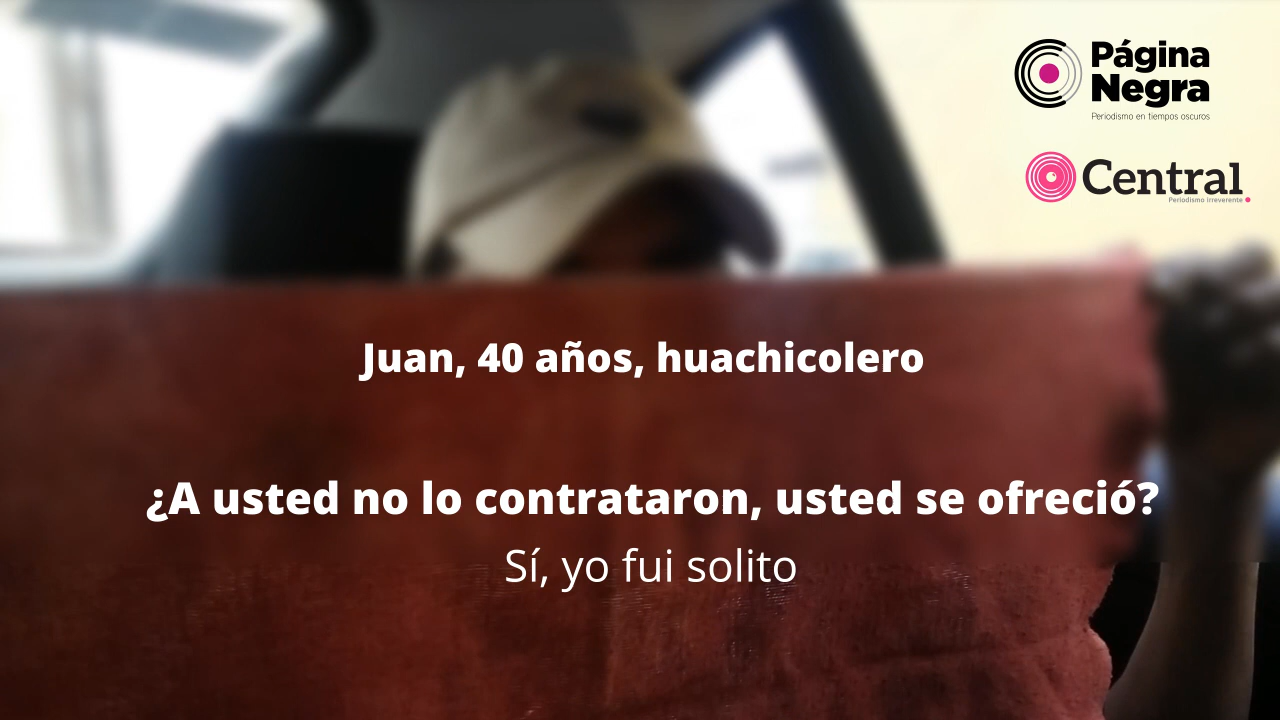 Página
Negra
Periodismo en tiempos oscuros
Central
Periodismo Irreverente
Juan, 40 años, huachicolero
¿A usted no lo contrataron, usted se ofreció?
Sí, yo fui solito